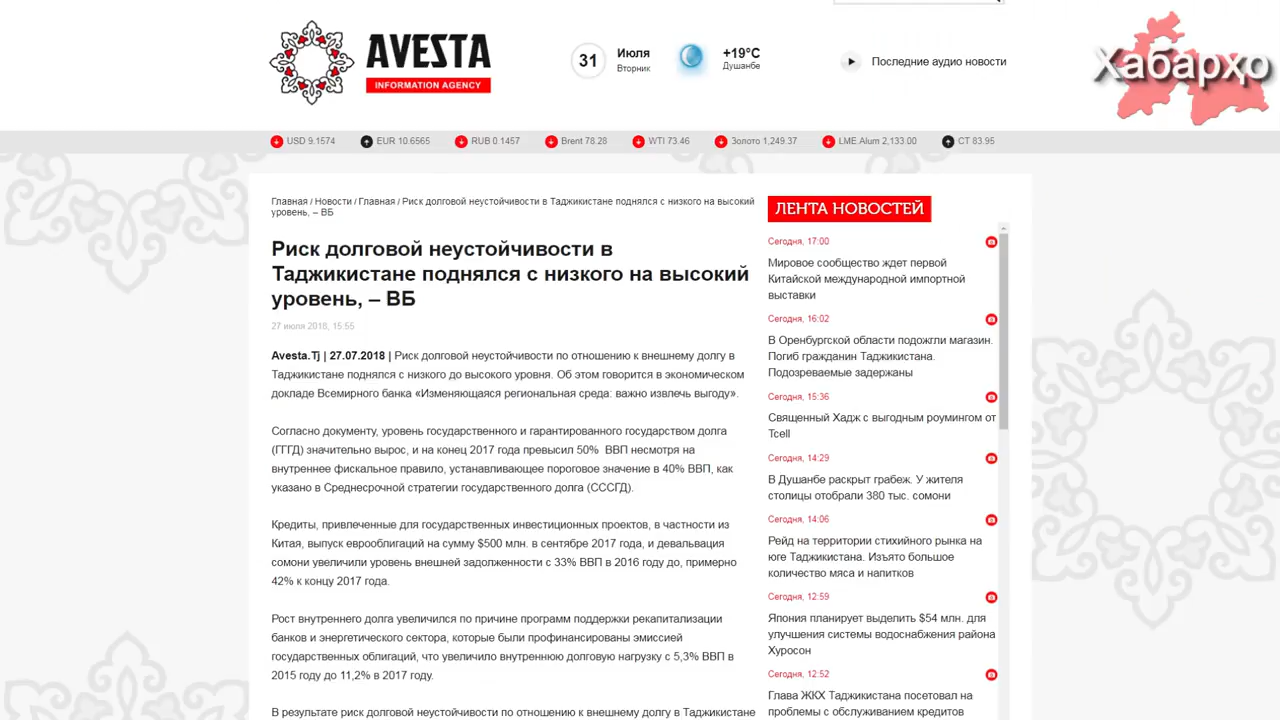 AVESTA
INFORMATION AGENCY
31
Июля
Вторник
+19°C
Душанбе
Последние аудио новости
Хабарҳо
USD 9.1574 EUR 10.6565 RUB 0.1457 Brent 78.28 WTI 73.46 Золото 1,249.37 LME.Alum 2,133.00 CT 83.95
Главная / Новости / Главная / Риск долговой неустойчивости в Таджикистане поднялся с низкого на высокий
уровень, – ВБ
Риск долговой неустойчивости в
Таджикистане поднялся с низкого на высокий
уровень, – ВБ
27 июля 2018, 15:55
Avesta.Tj | 27.07.2018 | Риск долговой неустойчивости по отношению к внешнему долгу в
Таджикистане поднялся с низкого до высокого уровня. Об этом говорится в экономическом
докладе Всемирного банка «Изменяющаяся региональная среда: важно извлечь выгоду».
Согласно документу, уровень государственного и гарантированного государством долга
(ГГГД) значительно вырос, и на конец 2017 года превысил 50% ВВП несмотря на
внутреннее фискальное правило, устанавливающее пороговое значение в 40% ВВП, как
указано в Среднесрочной стратегии государственного долга (СССГД).
Кредиты, привлеченные для государственных инвестиционных проектов, в частности из
Китая, выпуск еврооблигаций на сумму $500 млн. в сентябре 2017 года, и девальвация
сомони увеличили уровень внешней задолженности с 33% ВВП в 2016 году до, примерно
42% к концу 2017 года.
Рост внутреннего долга увеличился по причине программ поддержки рекапитализации
банков и энергетического сектора, которые были профинансированы эмиссией
государственных облигаций, что увеличило внутреннюю долговую нагрузку с 5,3% ВВП в
2015 году до 11,2% в 2017 году.
В результате риск долговой неустойчивости по отношению к внешнему долгу в Таджикистане
ЛЕНТА НОВОСТЕЙ
Сегодня, 17:00
Мировое сообщество ждет первой
Китайской международной импортной
выставки
Сегодня, 16:02
В Оренбургской области подожгли магазин.
Погиб гражданин Таджикистана.
Подозреваемые задержаны
Сегодня, 15:36
Священный Хадж с выгодным роумингом от
Tcell
Сегодня, 14:29
В Душанбе раскрыт грабеж. У жителя
столицы отобрали 380 тыс. сомони
Сегодня, 14:06
Рейд на территории стихийного рынка на
юге Таджикистана. Изъято большое
количество мяса и напитков
Сегодня, 12:59
Япония планирует выделить $54 млн. для
улучшения системы водоснабжения района
Хуросон
Сегодня, 12:52
Глава ЖКХ Таджикистана посетовал на
проблемы с обслуживанием кредитов